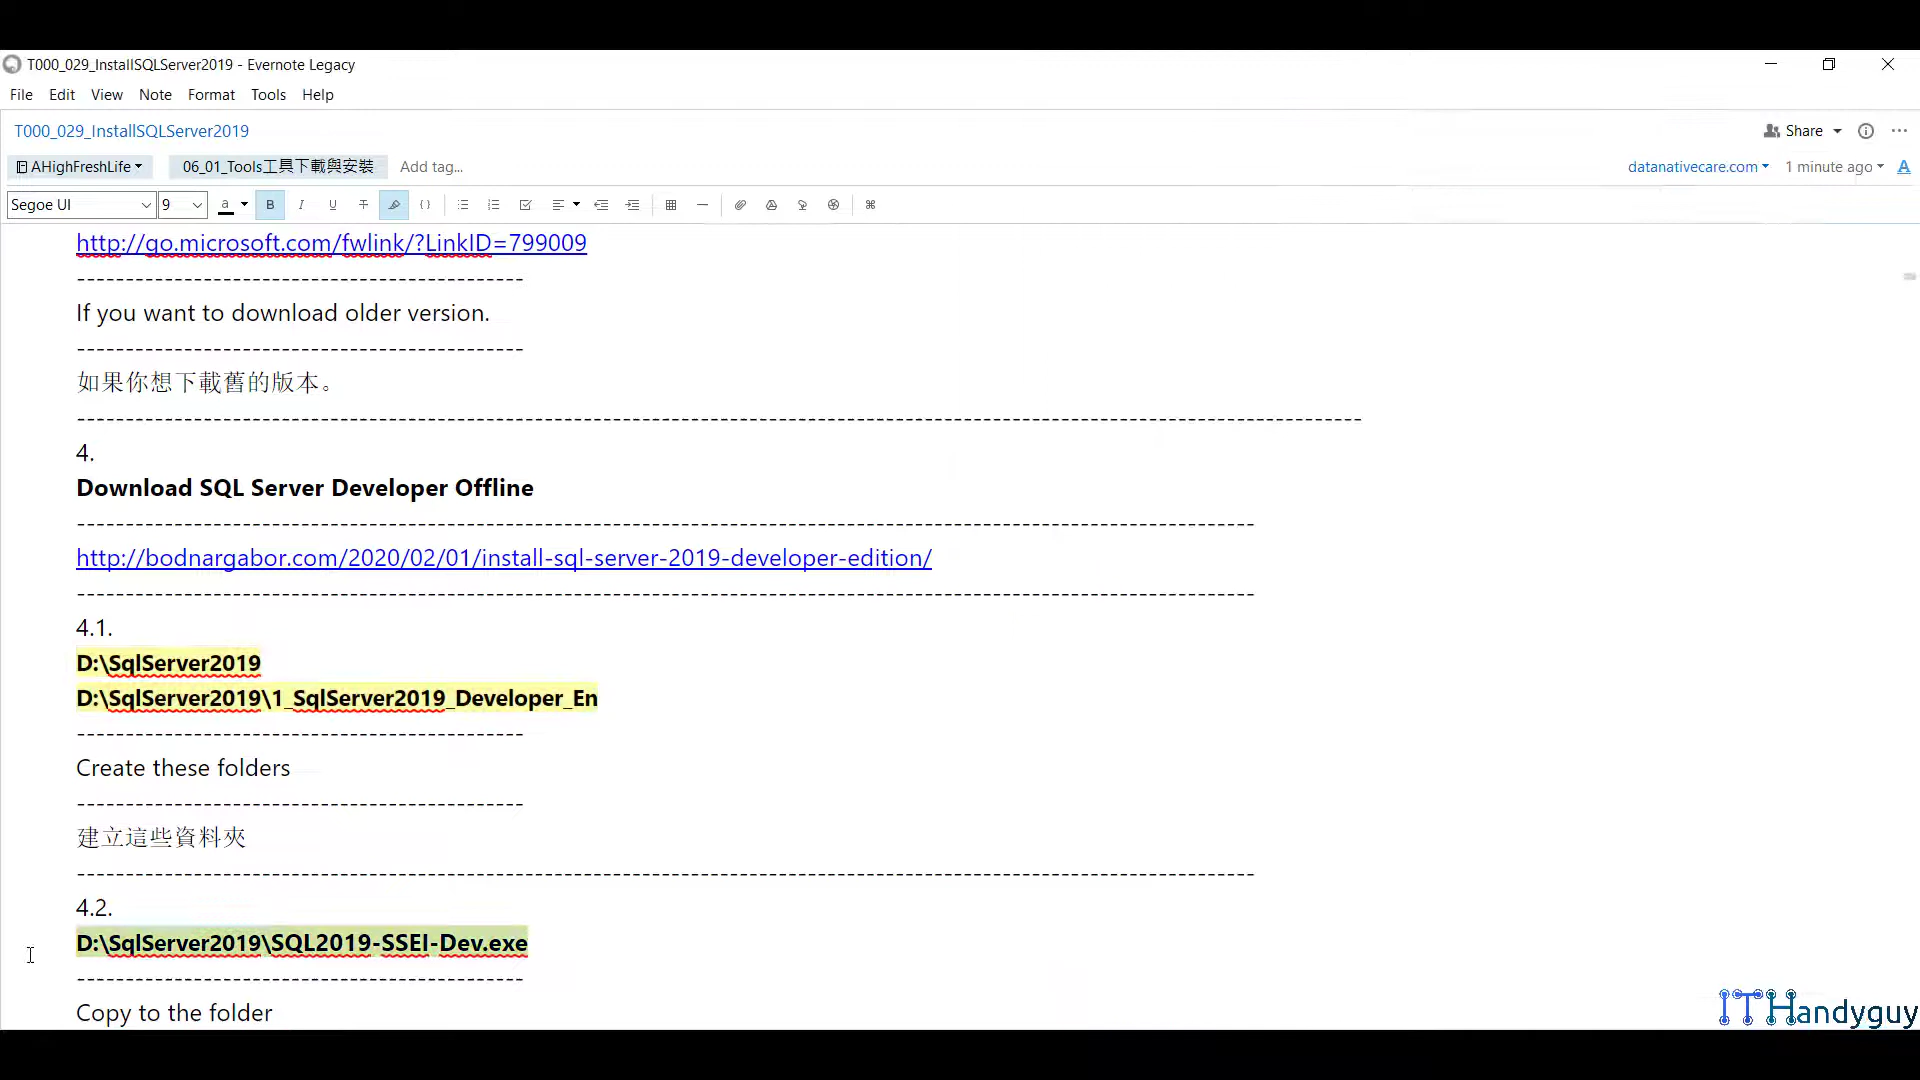 T000_029_InstallSQLServer2019 - Evernote Legacy
File Edit View Note Format Tools Help
T000_029_InstallSQLServer2019
Share
AHighFreshLife 06_01_Tools工具下載與安裝 Add tag...
datanativecare.com 1 minute ago A
Segoe UI 9 a B I U T {}
http://go.microsoft.com/fwlink/?LinkID=799009
----------------------------------------------
If you want to download older version.
----------------------------------------------
如果你想下載舊的版本。
------------------------------------------------------------------------------------------------------------------------------------
4.
Download SQL Server Developer Offline
-------------------------------------------------------------------------------------------------------------------------
http://bodnargabor.com/2020/02/01/install-sql-server-2019-developer-edition/
-------------------------------------------------------------------------------------------------------------------------
4.1.
D:\SqlServer2019
D:\SqlServer2019\1_SqlServer2019_Developer_En
----------------------------------------------
Create these folders
----------------------------------------------
建立這些資料夾
-------------------------------------------------------------------------------------------------------------------------
4.2.
D:\SqlServer2019\SQL2019-SSEI-Dev.exe
----------------------------------------------
Copy to the folder
ITHandyguy